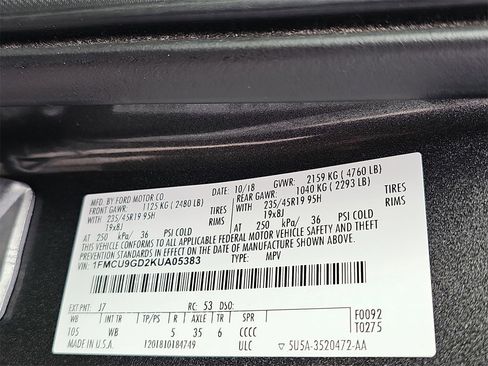 MFD. BY FORD MOTOR CO.
DATE: 10/18 GVWR: 2159 KG ( 4760 LB)
FRONT GAWR: 1125 KG ( 2480 LB) REAR GAWR: 1040 KG ( 2293 LB)
WITH 235/45R19 95H TIRES WITH 235/45R19 95H TIRES
19x8J RIMS 19x8J RIMS
AT 250 kPa/ 36 PSI COLD AT 250 kPa/ 36 PSI COLD
THIS VEHICLE CONFORMS TO ALL APPLICABLE FEDERAL MOTOR VEHICLE SAFETY AND THEFT
PREVENTION STANDARDS IN EFFECT ON THE DATE OF MANUFACTURE SHOWN ABOVE.
VIN: 1FMCU9GD2KUA05383 TYPE: MPV
EXT PNT: J7 RC: 53 DSO:
WB INT TR TP/PS R AXLE TR SPR F0092
105 WB 5 35 6 CCCC T0275
MADE IN U.S.A. 1201810184749 ULC 5U5A-3520472-AA